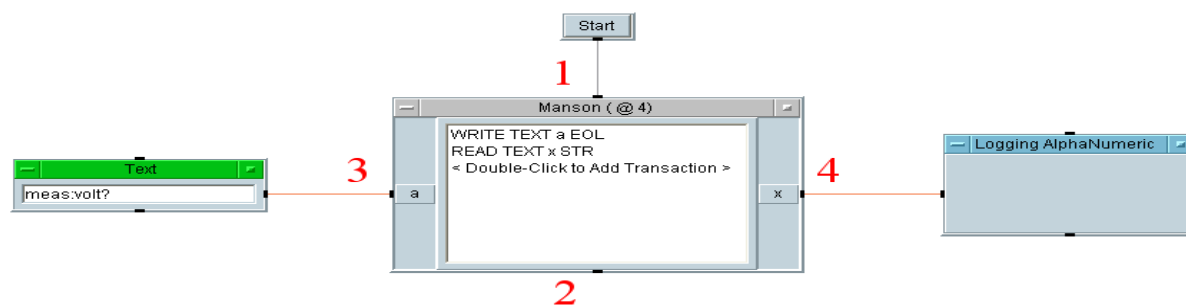 Start
1
Manson ( @ 4)
WRITE TEXT a EOL
READ TEXT x STR
< Double-Click to Add Transaction >
Text
meas:volt?
3
a
x
4
Logging AlphaNumeric
2